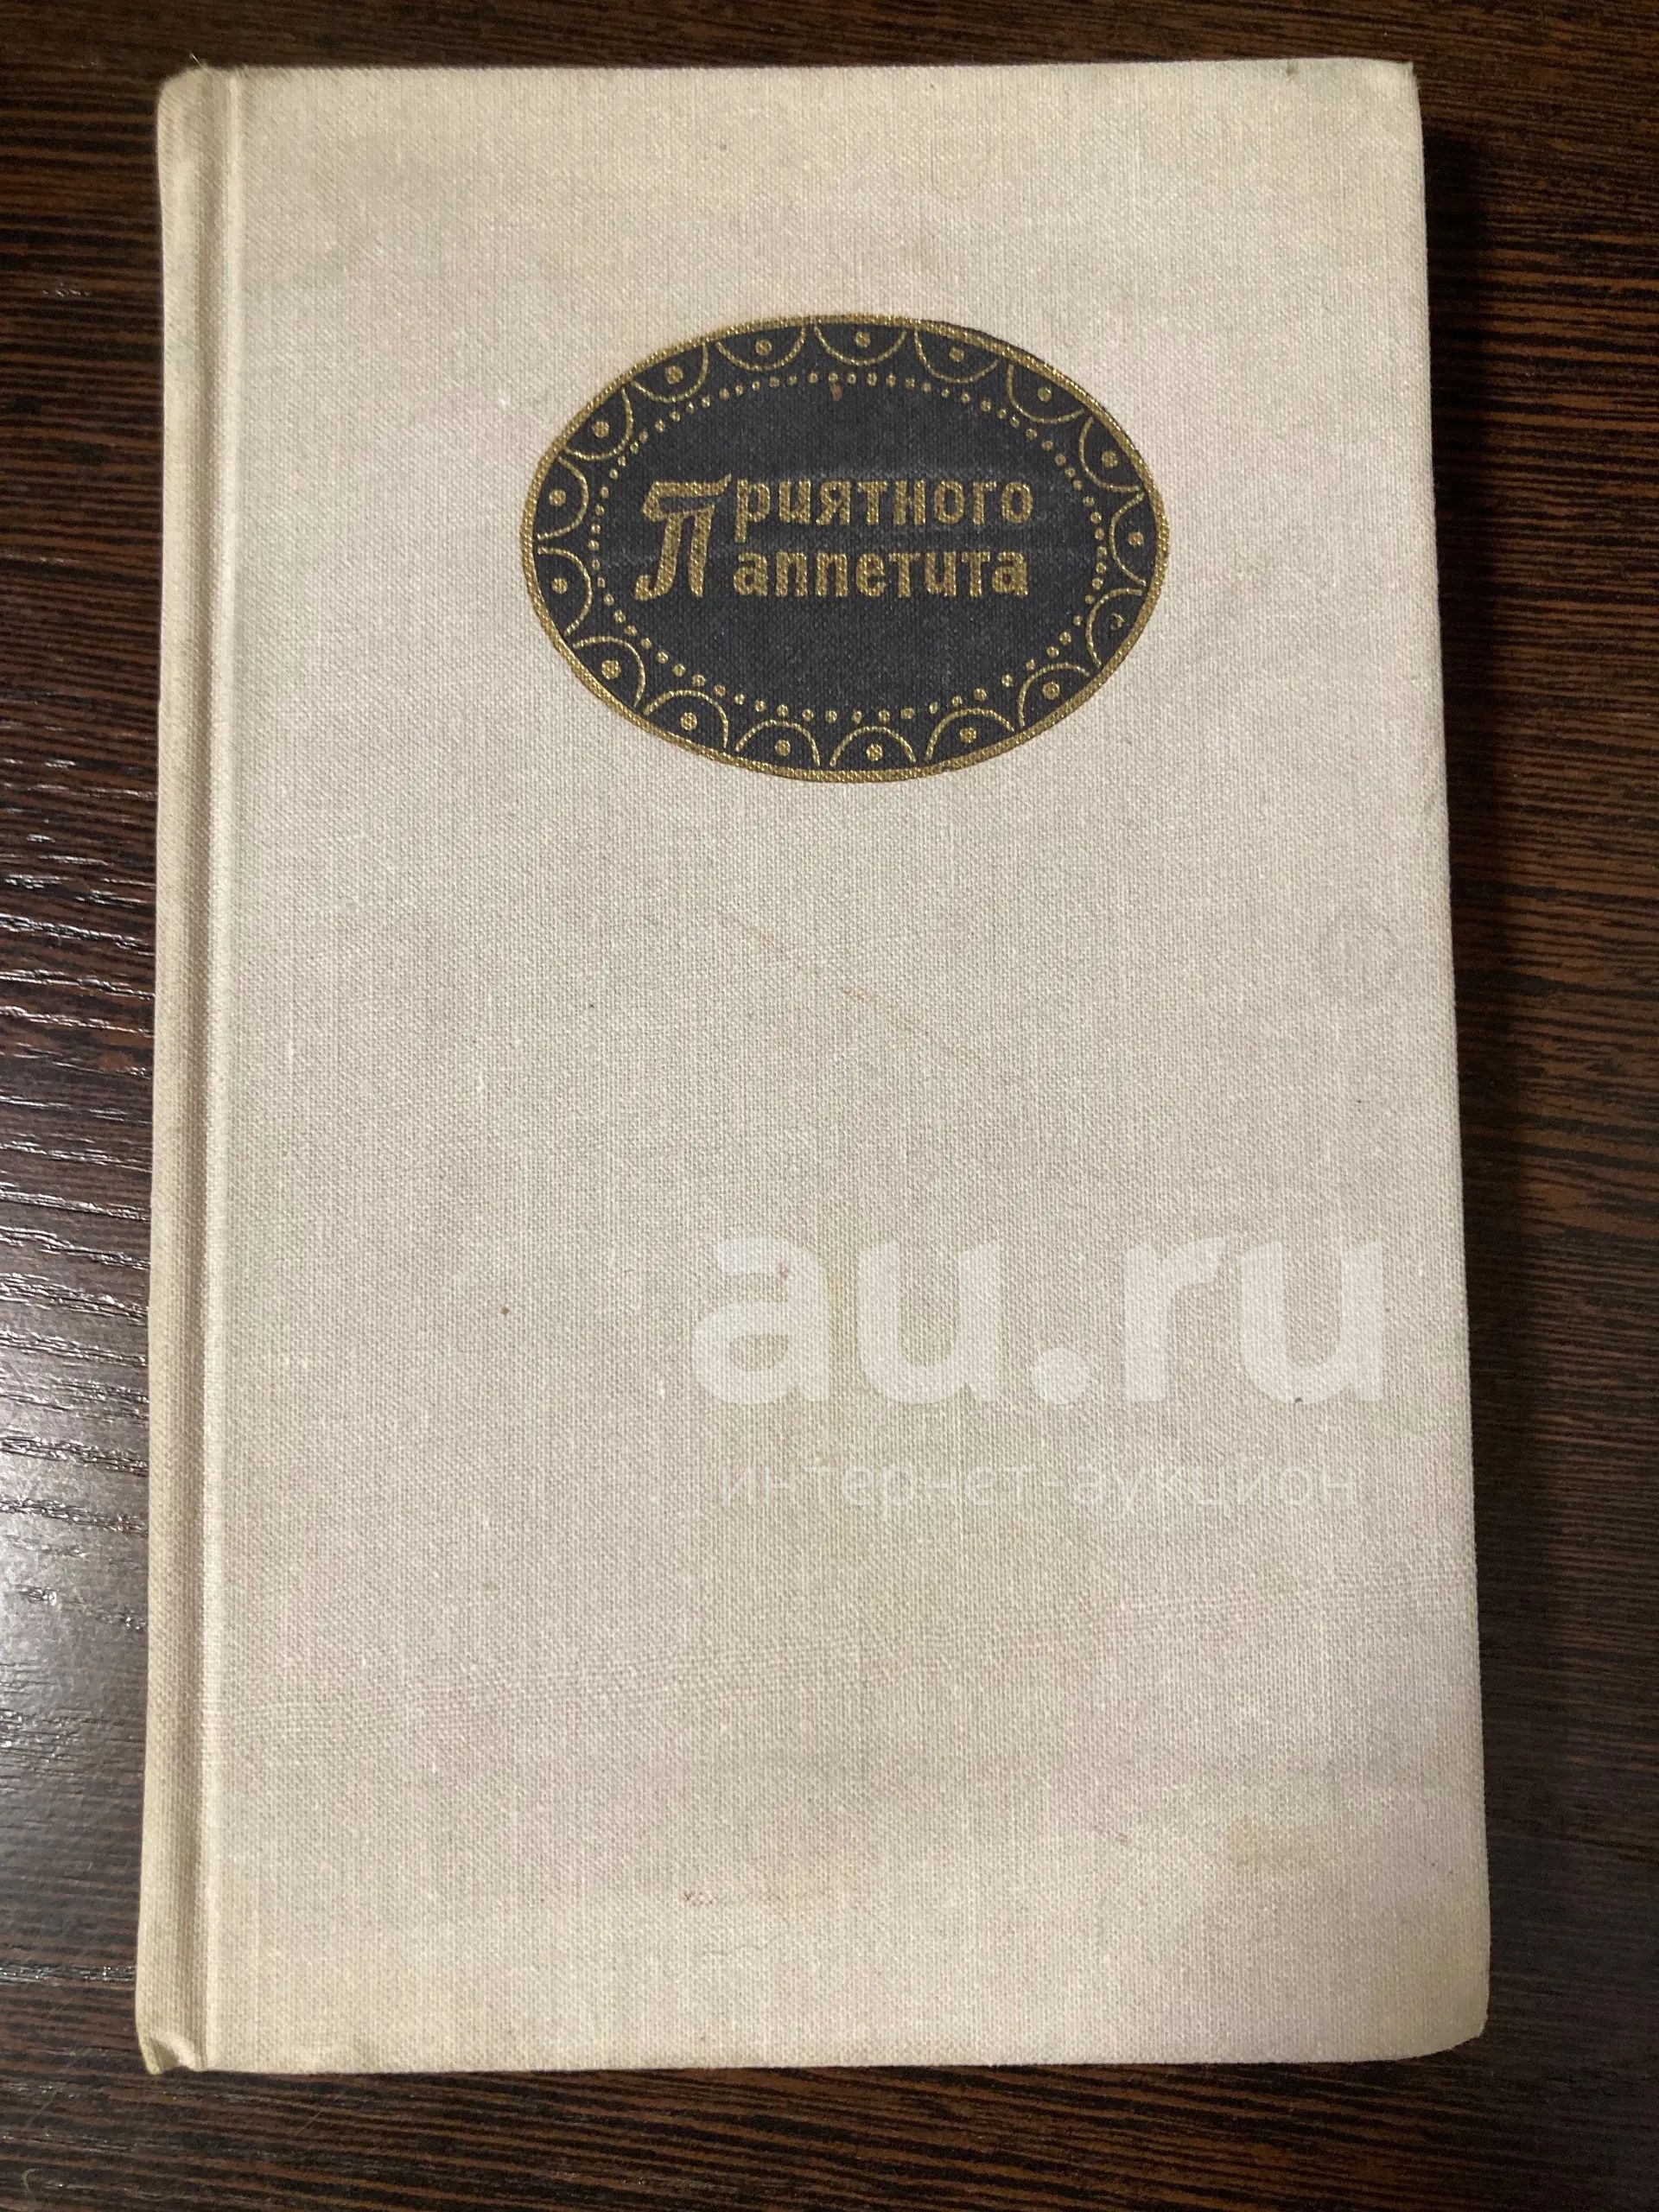 Приятного
аппетита
au.ru
интернет-аукцион